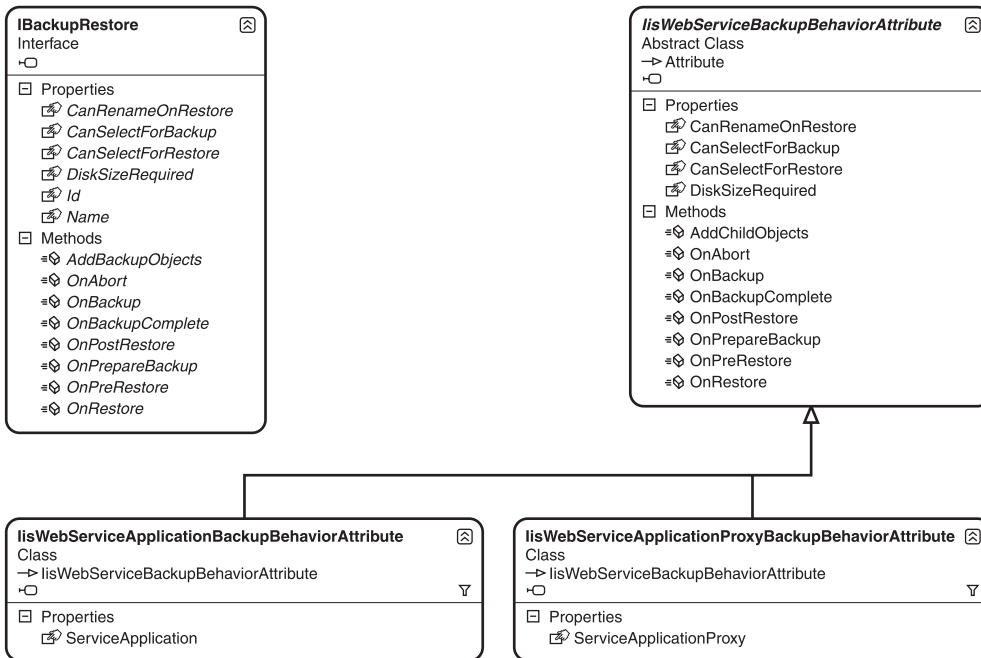 IBackupRestore
Interface
Properties
CanRenameOnRestore
CanSelectForBackup
CanSelectForRestore
DiskSizeRequired
Id
Name
Methods
AddBackupObjects
OnAbort
OnBackup
OnBackupComplete
OnPostRestore
OnPrepareBackup
OnPreRestore
OnRestore
IisWebServiceBackupBehaviorAttribute
Abstract Class
Attribute
Properties
CanRenameOnRestore
CanSelectForBackup
CanSelectForRestore
DiskSizeRequired
Methods
AddChildObjects
OnAbort
OnBackup
OnBackupComplete
OnPostRestore
OnPrepareBackup
OnPreRestore
OnRestore
IisWebServiceApplicationBackupBehaviorAttribute
Class
IisWebServiceBackupBehaviorAttribute
Properties
ServiceApplication
IisWebServiceApplicationProxyBackupBehaviorAttribute
Class
IisWebServiceBackupBehaviorAttribute
Properties
ServiceApplicationProxy